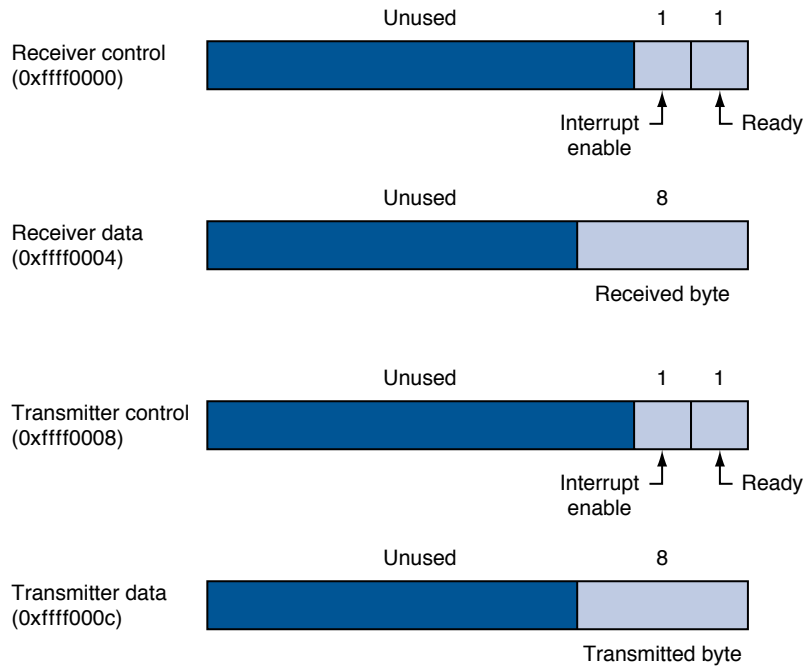 Unused 1 1
Receiver control
(0xffff0000)
Interrupt
enable
Ready
Unused 8
Receiver data
(0xffff0004)
Received byte
Unused 1 1
Transmitter control
(0xffff0008)
Interrupt
enable
Ready
Unused 8
Transmitter data
(0xffff000c)
Transmitted byte